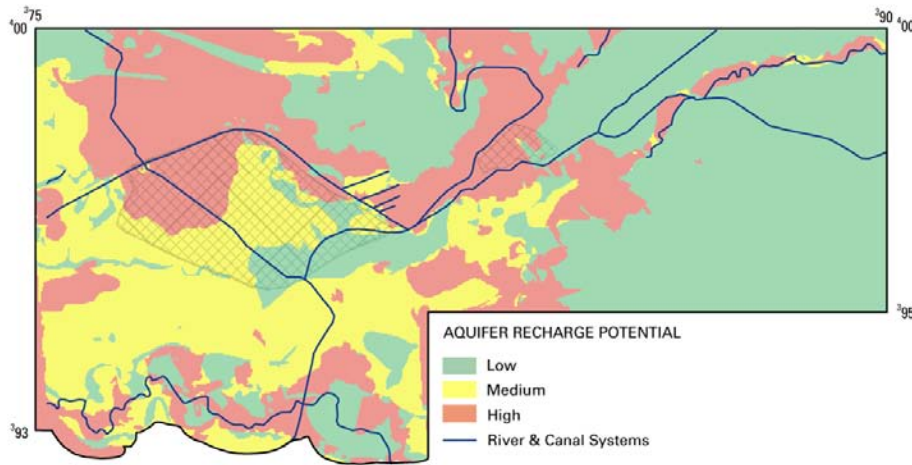 ³75 ³90
⁴00 ⁴00
³95
AQUIFER RECHARGE POTENTIAL
Low
Medium
High
River & Canal Systems
³93